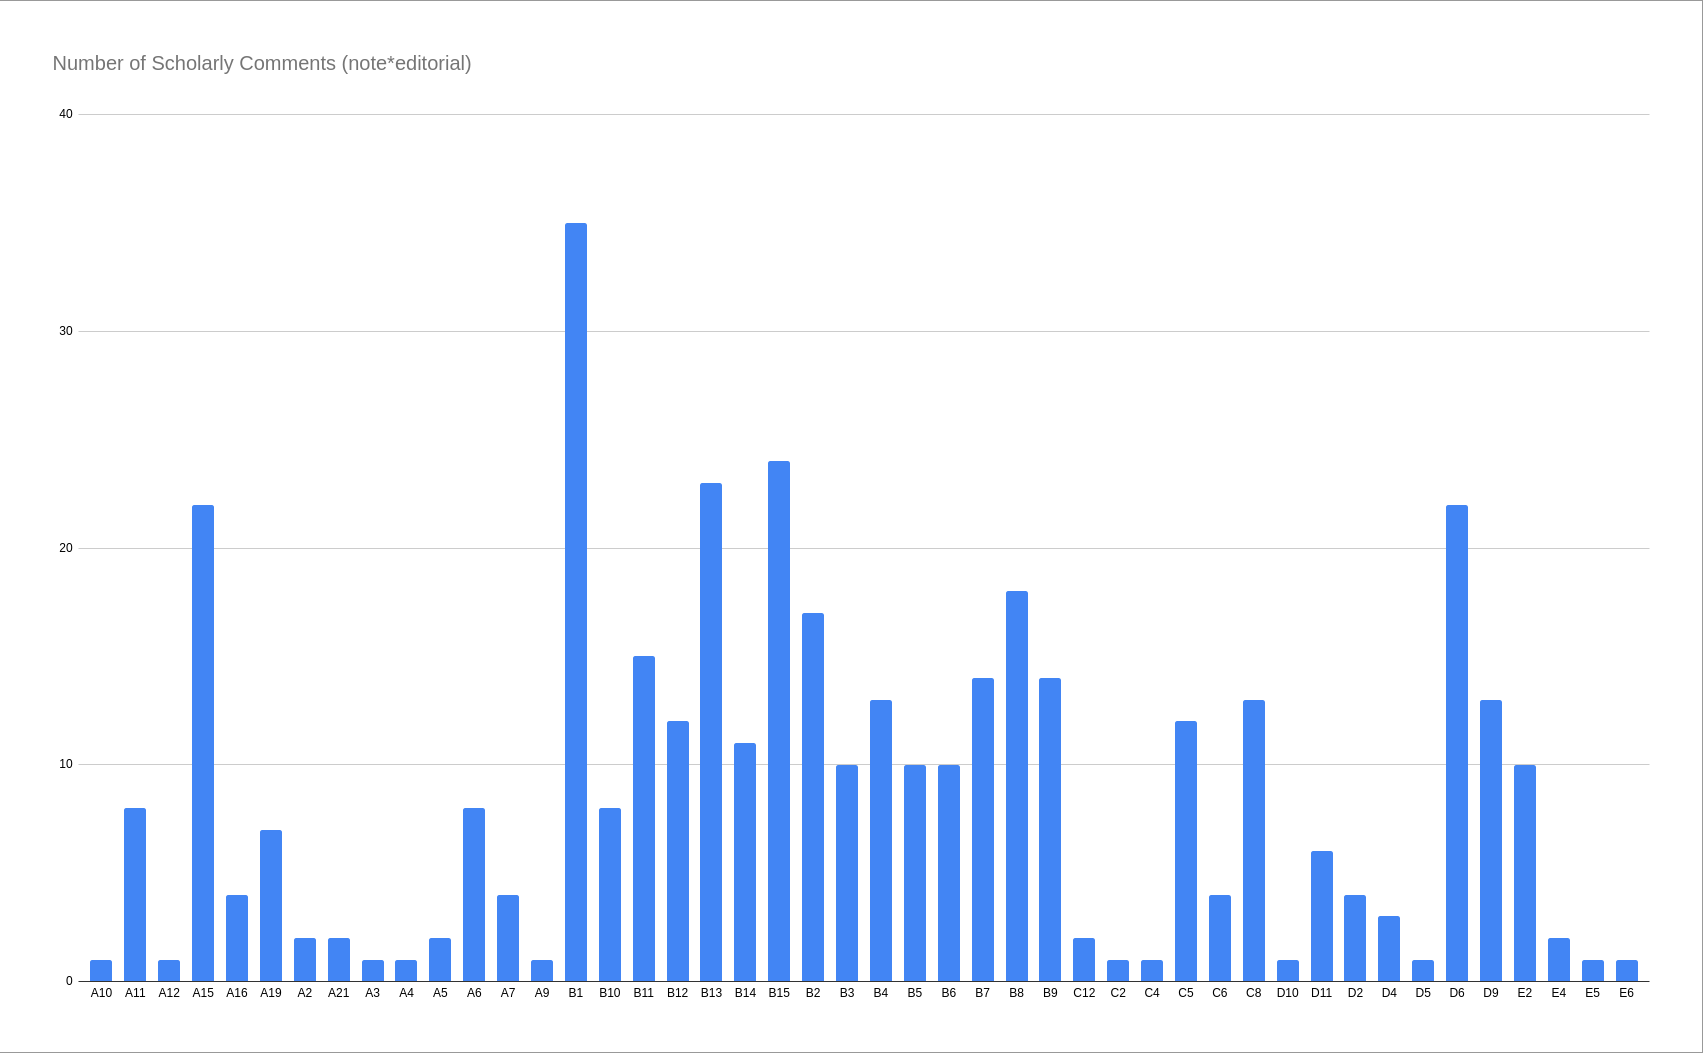 Number of Scholarly Comments (note*editorial)
40
30
20
10
0
A10 A11 A12 A15 A16 A19 A2 A21 A3 A4 A5 A6 A7 A9 B1 B10 B11 B12 B13 B14 B15 B2 B3 B4 B5 B6 B7 B8 B9 C12 C2 C4 C5 C6 C8 D10 D11 D2 D4 D5 D6 D9 E2 E4 E5 E6